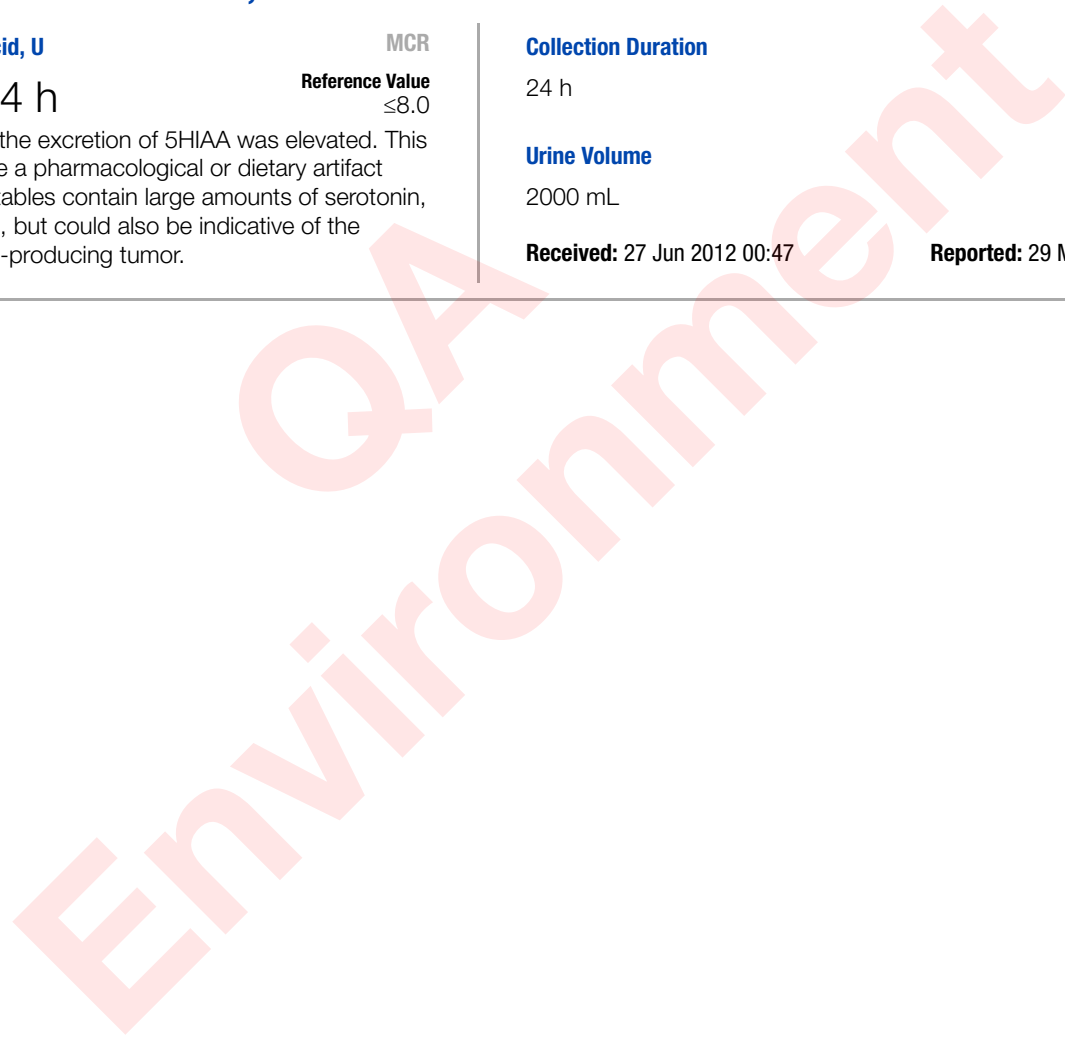 cid, U
MCR
4 h
Reference Value
≤8.0
the excretion of 5HIAA was elevated. This
e a pharmacological or dietary artifact
tables contain large amounts of serotonin,
, but could also be indicative of the
-producing tumor.
Collection Duration
24 h
Urine Volume
2000 mL
Received: 27 Jun 2012 00:47
Reported: 29 M
QA
Environment